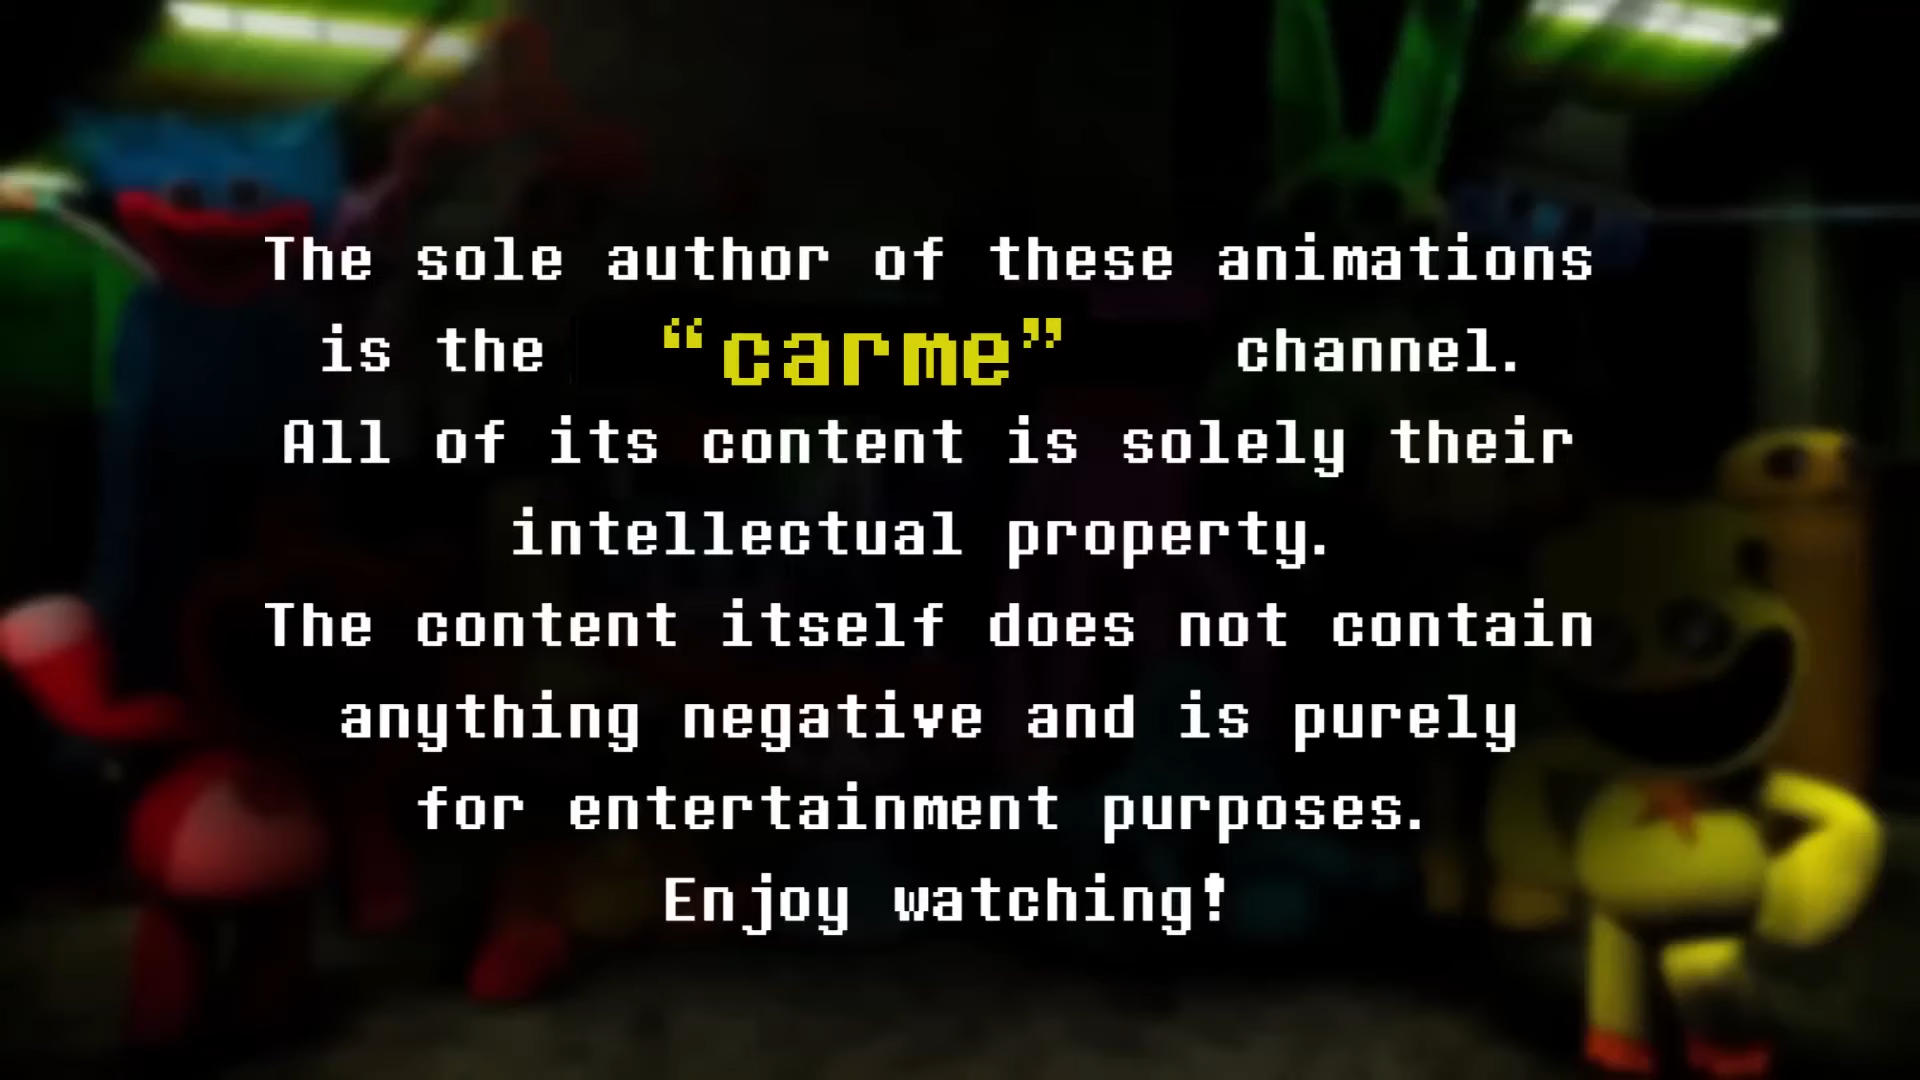 The sole author of these animations
is the “carme” channel.
All of its content is solely their
intellectual property.
The content itself does not contain
anything negative and is purely
for entertainment purposes.
Enjoy watching!